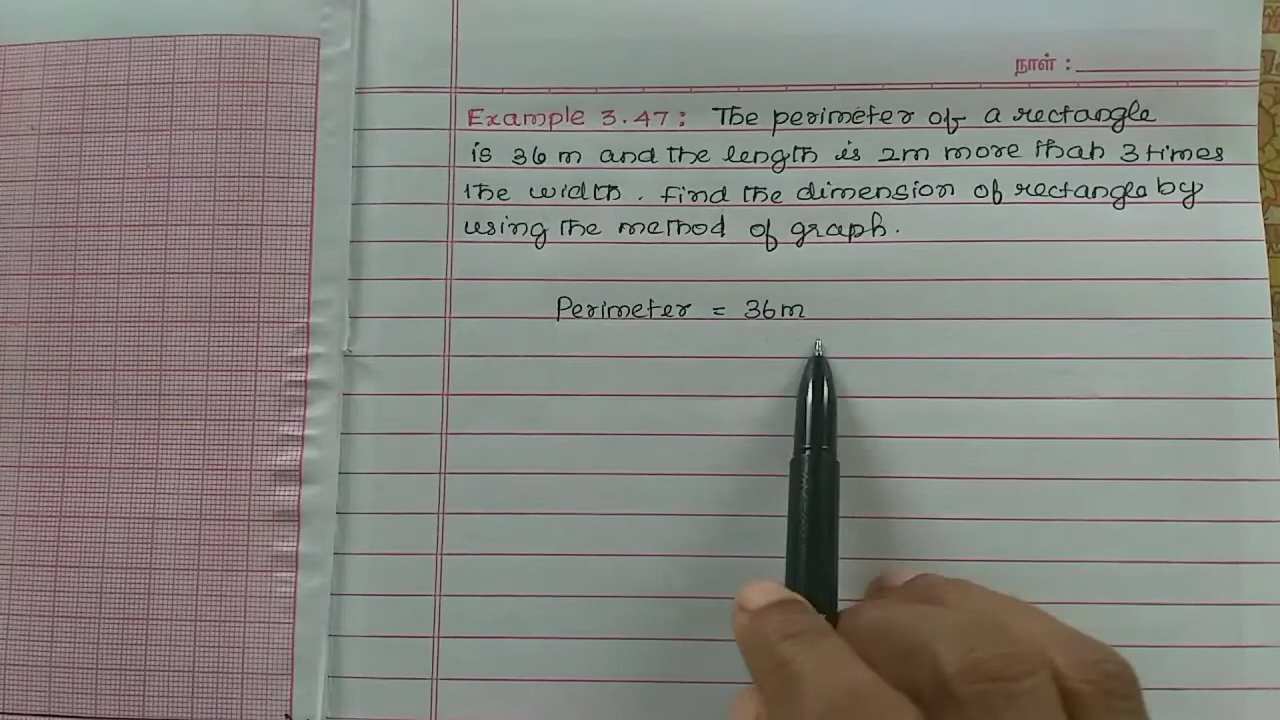 நாள் :
Example 3.47: The perimeter of a rectangle
is 36 m and the length is 2m more than 3 times
the width. Find the dimension of rectangle by
using the method of graph.
Perimeter = 36m